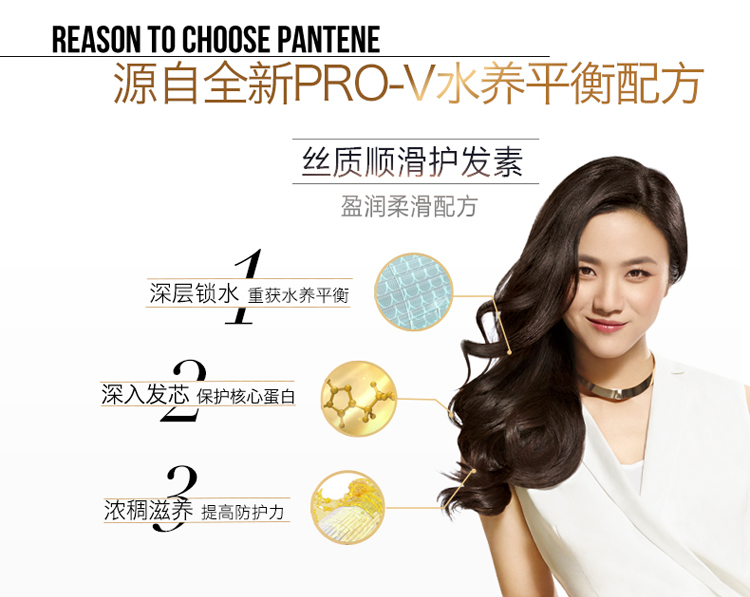 REASON TO CHOOSE PANTENE
源自全新PRO-V水养平衡配方
丝质顺滑护发素
盈润柔滑配方
1
深层锁水 重获水养平衡
2
深入发芯 保护核心蛋白
3
浓稠滋养 提高防护力